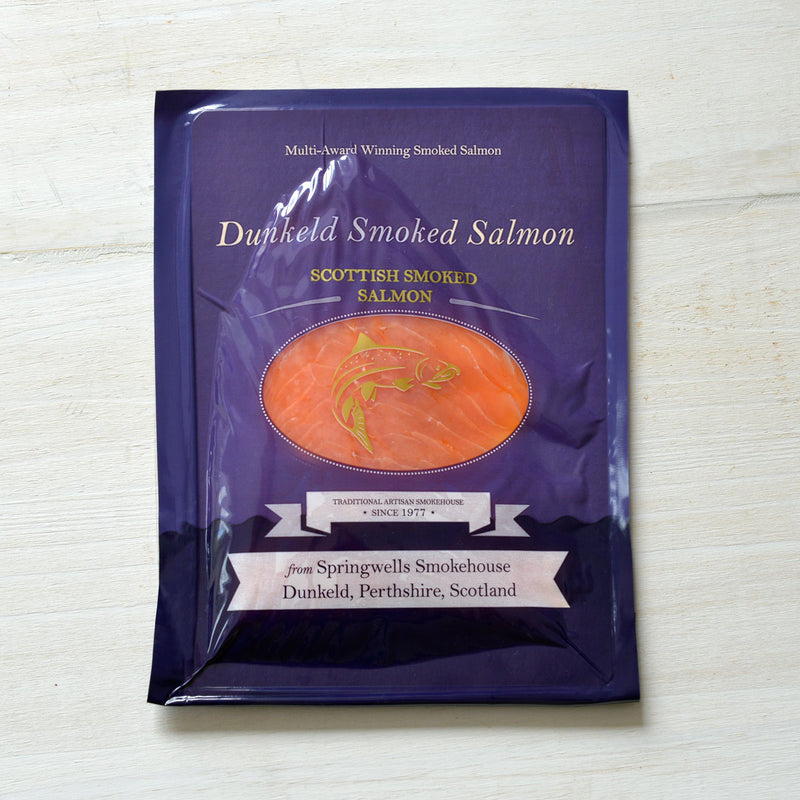 Multi-Award Winning Smoked Salmon
Dunkeld Smoked Salmon
SCOTTISH SMOKED
SALMON
TRADITIONAL ARTISAN SMOKEHOUSE
• SINCE 1977 •
from Springwells Smokehouse
Dunkeld, Perthshire, Scotland